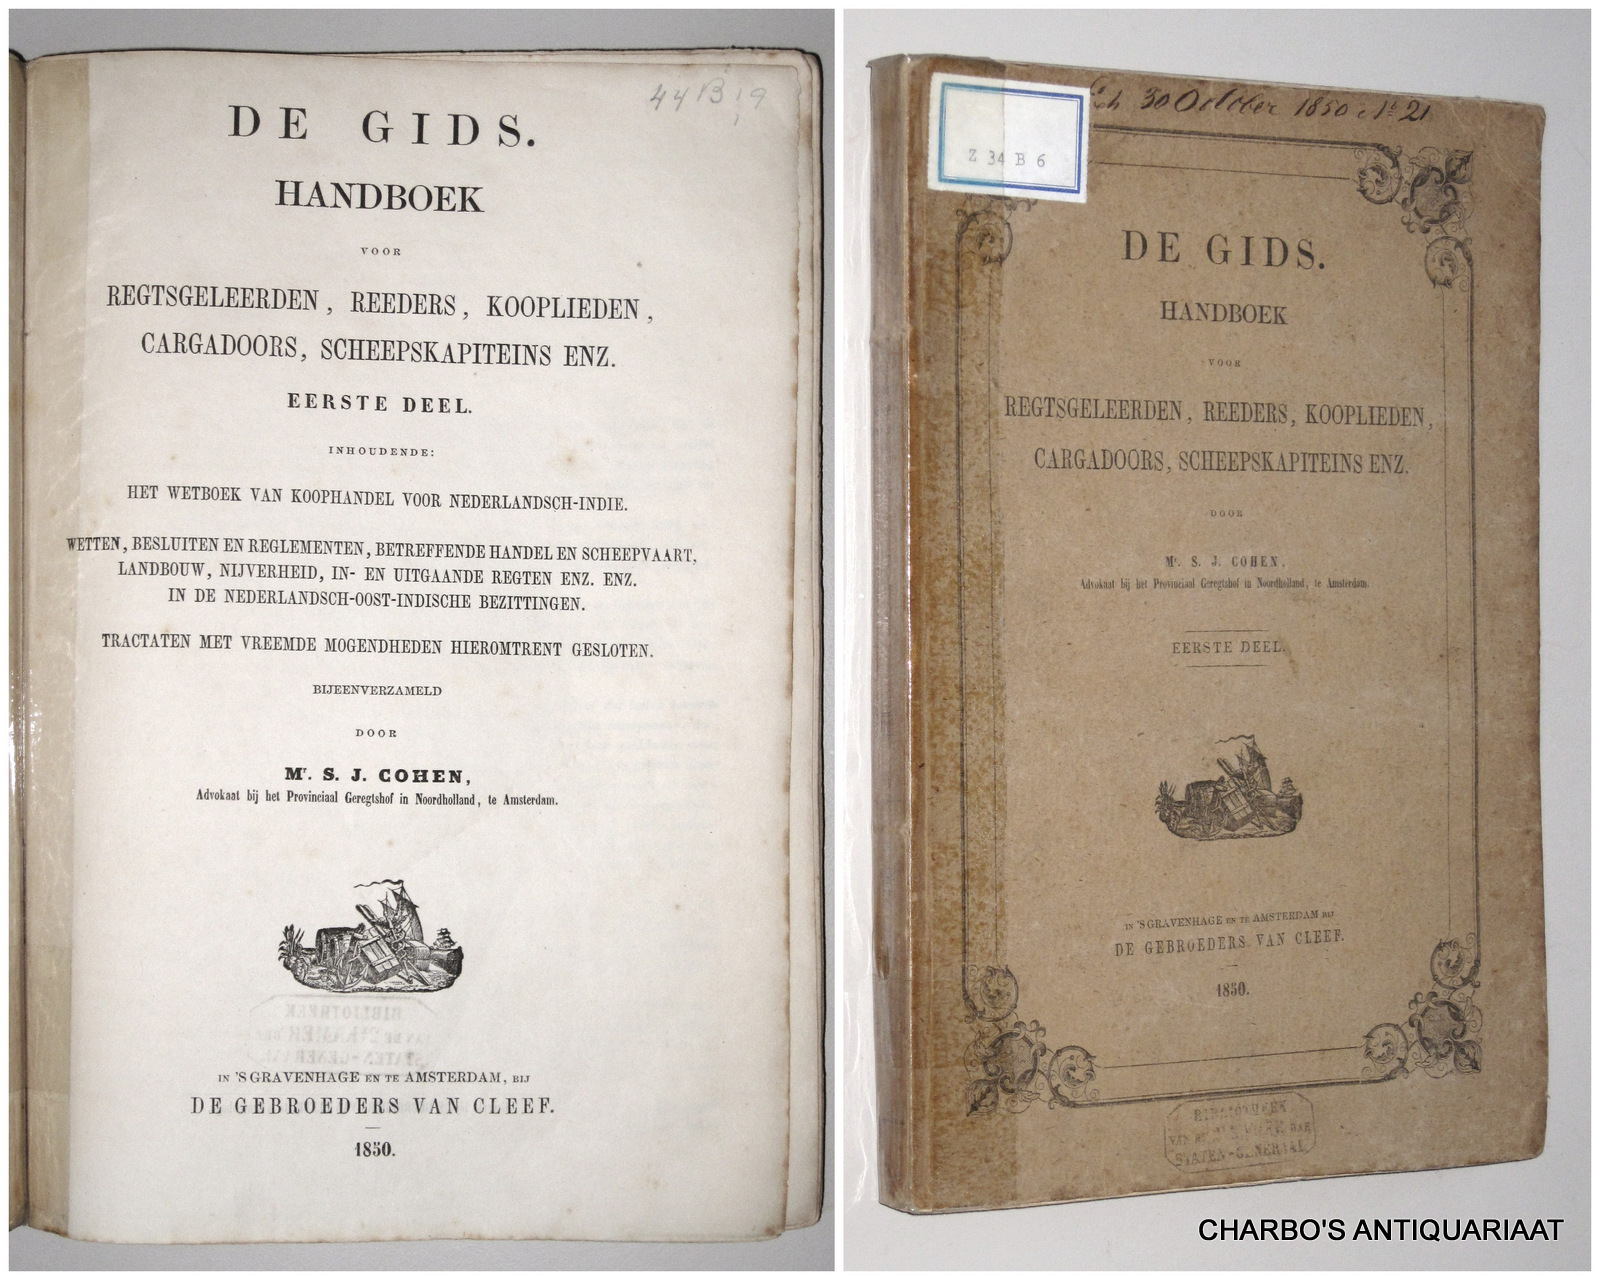 44 B 9
DE GIDS.
HANDBOEK
VOOR
REGTSGELEERDEN, REEDERS, KOOPLIEDEN,
CARGADOORS, SCHEEPSKAPITEINS ENZ.
EERSTE DEEL.
INHOUDENDE:
HET WETBOEK VAN KOOPHANDEL VOOR NEDERLANDSCH-INDIE.
WETTEN, BESLUITEN EN REGLEMENTEN, BETREFFENDE HANDEL EN SCHEEPVAART,
LANDBOUW, NIJVERHEID, IN- EN UITGAANDE REGTEN ENZ. ENZ.
IN DE NEDERLANDSCH-OOST-INDISCHE BEZITTINGEN.
TRACTATEN MET VREEMDE MOGENDHEDEN HIEROMTRENT GESLOTEN.
BIJEENVERZAMELD
DOOR
Mr. S. J. COHEN,
Advokaat bij het Provinciaal Geregtshof in Noordholland, te Amsterdam.
BIBLIOTHEEK
STATEN-GENERAAL
IN 'S GRAVENHAGE EN TE AMSTERDAM, BIJ
DE GEBROEDERS VAN CLEEF.
1850.
30 October 1850 No 21
Z 34 B 6
DE GIDS.
HANDBOEK
VOOR
REGTSGELEERDEN, REEDERS, KOOPLIEDEN,
CARGADOORS, SCHEEPSKAPITEINS ENZ.
DOOR
Mr. S. J. COHEN,
Advokaat bij het Provinciaal Geregtshof in Noordholland, te Amsterdam.
EERSTE DEEL.
IN 'S GRAVENHAGE EN TE AMSTERDAM BIJ
DE GEBROEDERS VAN CLEEF.
1850.
BIBLIOTHEEK
STATEN-GENERAAL
CHARBO'S ANTIQUARIAAT